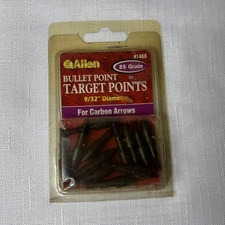 Allen
#1468
85 Grain
BULLET POINT
TARGET POINTS
9/32" Diameter
For Carbon Arrows